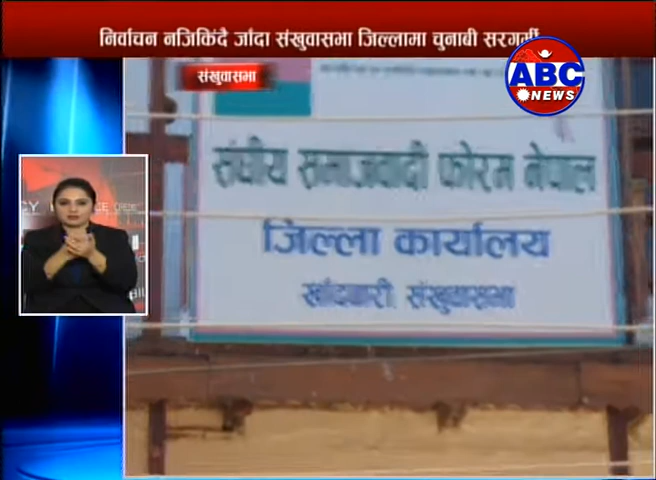 निर्वाचन नजिकिंदै जाँदा संखुवासभा जिल्लामा चुनाबी सरगर्मी
संखुवासभा
ABC
NEWS
संघीय समाजवादी फोरम नेपाल
जिल्ला कार्यालय
खाँदबारी, संखुवासभा